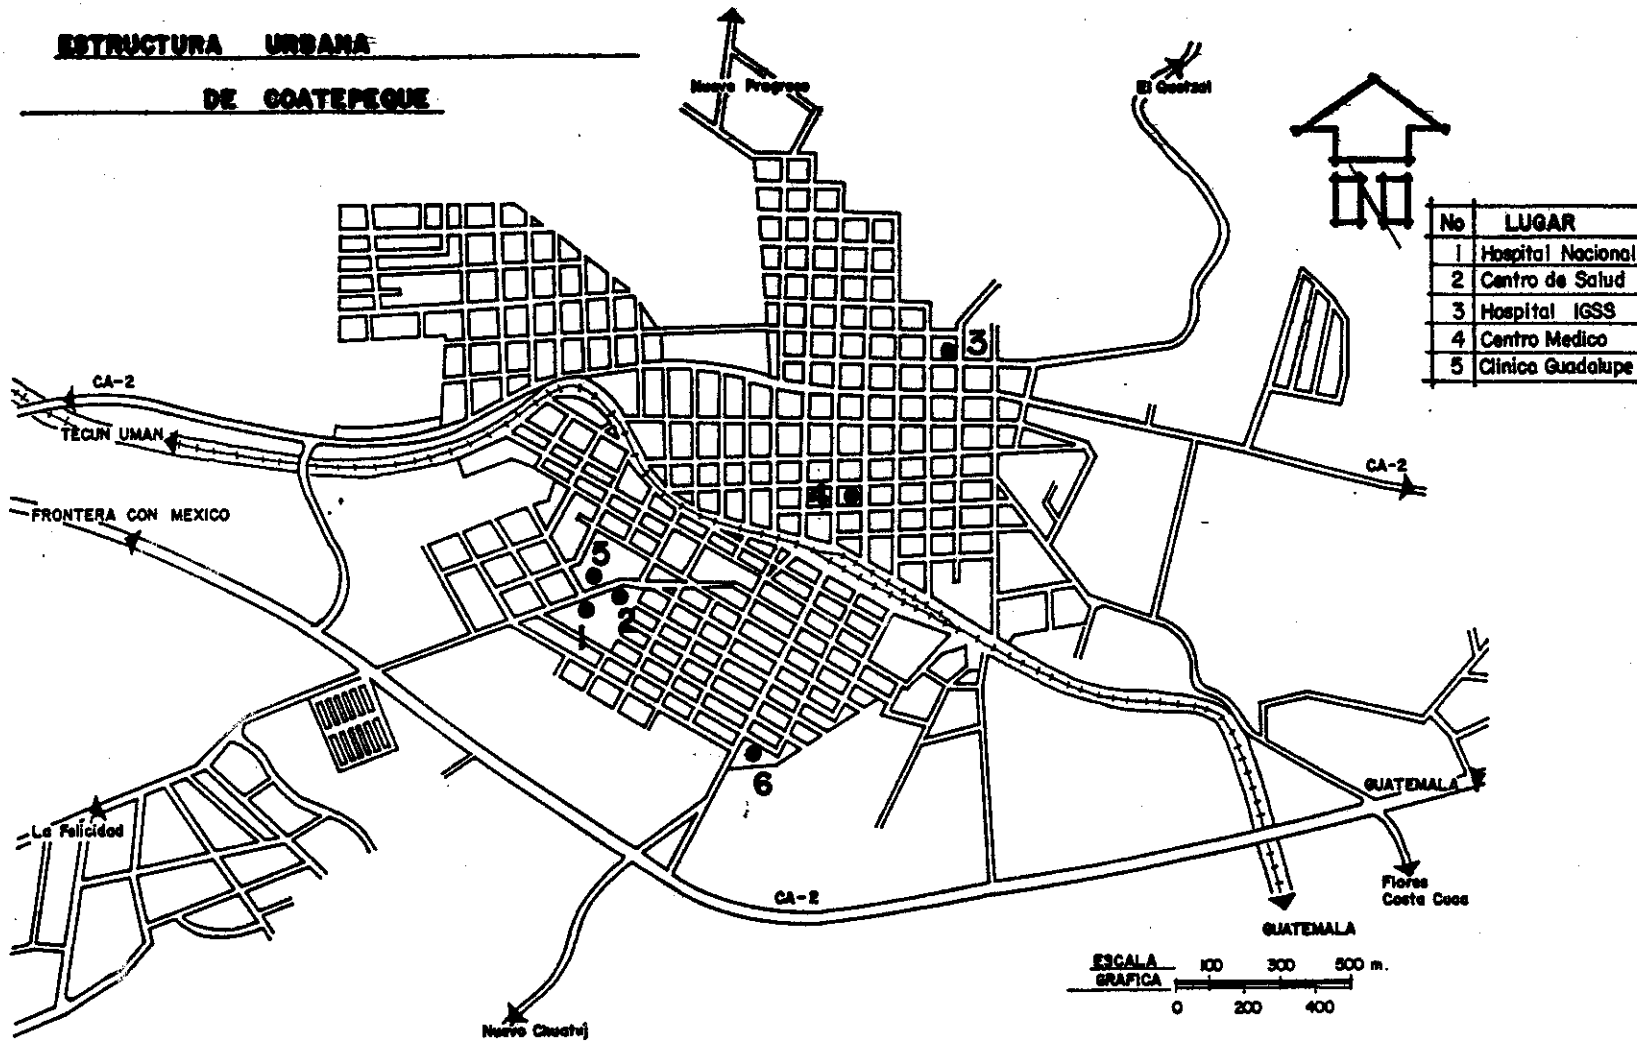 ESTRUCTURA URBANA
DE COATEPEQUE
Nuevo Progreso
El Quetzal
N
No LUGAR
1 Hospital Nacional
2 Centro de Salud
3 Hospital IGSS
4 Centro Medico
5 Clinica Guadalupe
3
CA-2
TECUN UMAN
CA-2
FRONTERA CON MEXICO
4
5
2
1
6
GUATEMALA
La Felicidad
CA-2
Flores
Costa Cuca
GUATEMALA
ESCALA
GRAFICA
100 300 500 m.
0 200 400
Nuevo Chuatuj